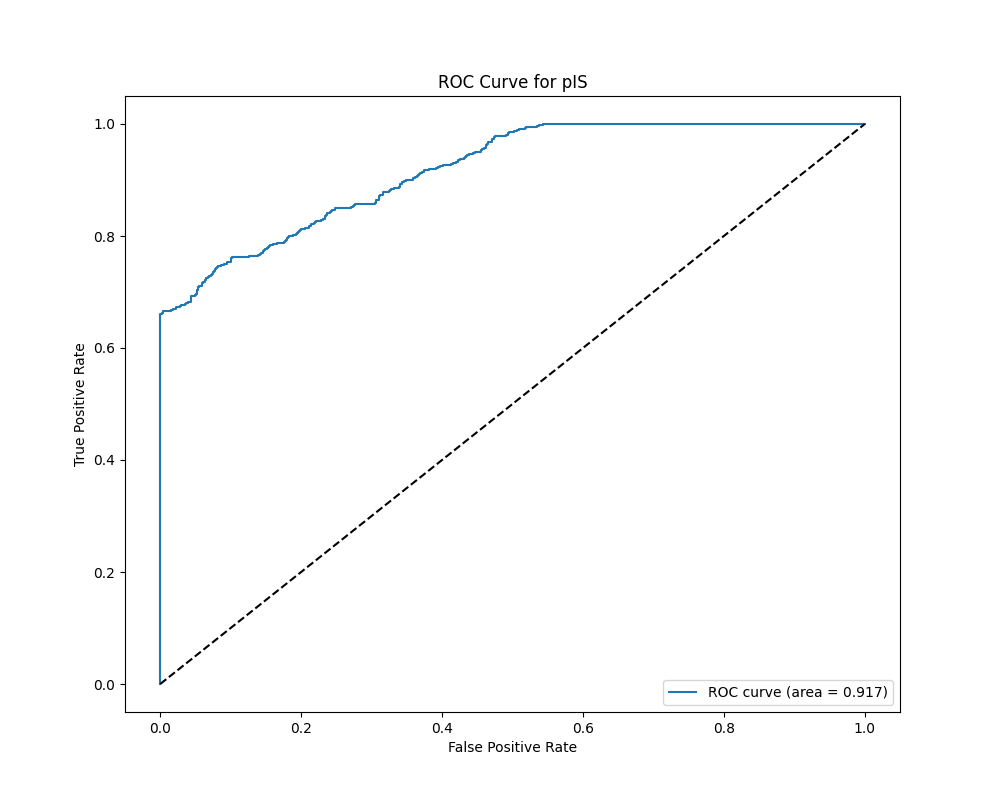 ROC Curve for pIS
1.0
0.8
0.6
0.4
0.2
0.0
True Positive Rate
0.0 0.2 0.4 0.6 0.8 1.0
False Positive Rate
ROC curve (area = 0.917)